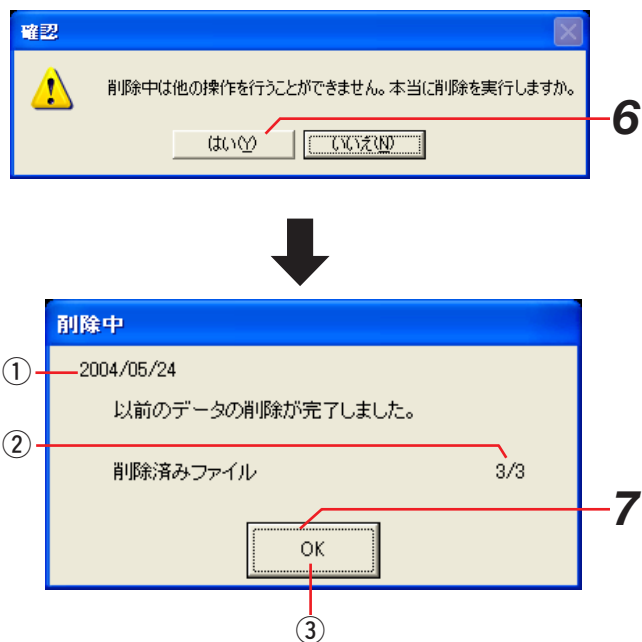 確認
削除中は他の操作を行うことができません。本当に削除を実行しますか。
はい(Y) いいえ(N)
6
削除中
① 2004/05/24
以前のデータの削除が完了しました。
② 削除済みファイル 3/3
7
OK
③